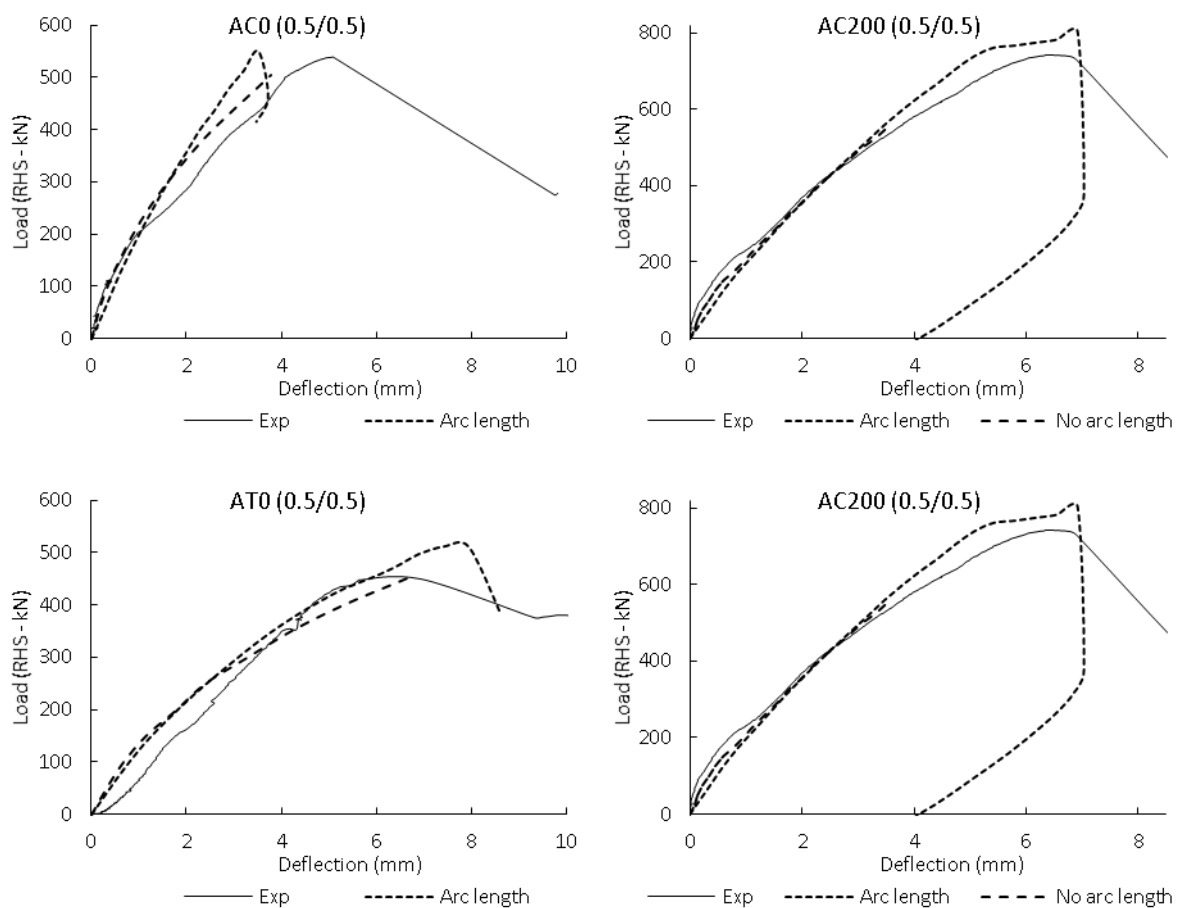 AC0 (0.5/0.5)
600
500
400
300
200
100
0
Load (RHS - kN)
0 2 4 6 8 10
Deflection (mm)
Exp Arc length
AC200 (0.5/0.5)
800
600
400
200
0
Load (RHS - kN)
0 2 4 6 8
Deflection (mm)
Exp Arc length No arc length
AT0 (0.5/0.5)
600
500
400
300
200
100
0
Load (RHS - kN)
0 2 4 6 8 10
Deflection (mm)
Exp Arc length
AC200 (0.5/0.5)
800
600
400
200
0
Load (RHS - kN)
0 2 4 6 8
Deflection (mm)
Exp Arc length No arc length